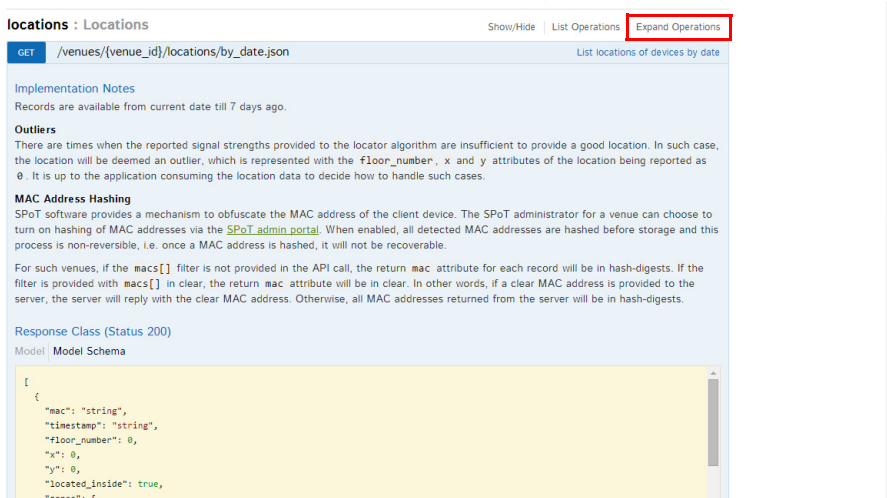 locations : Locations
Show/Hide List Operations Expand Operations
GET /venues/{venue_id}/locations/by_date.json List locations of devices by date
Implementation Notes
Records are available from current date till 7 days ago.
Outliers
There are times when the reported signal strengths provided to the locator algorithm are insufficient to provide a good location. In such case,
the location will be deemed an outlier, which is represented with the floor_number, x and y attributes of the location being reported as
0. It is up to the application consuming the location data to decide how to handle such cases.
MAC Address Hashing
SPoT software provides a mechanism to obfuscate the MAC address of the client device. The SPoT administrator for a venue can choose to
turn on hashing of MAC addresses via the SPoT admin portal. When enabled, all detected MAC addresses are hashed before storage and this
process is non-reversible, i.e. once a MAC address is hashed, it will not be recoverable.
For such venues, if the macs[] filter is not provided in the API call, the return mac attribute for each record will be in hash-digests. If the
filter is provided with macs[] in clear, the return mac attribute will be in clear. In other words, if a clear MAC address is provided to the
server, the server will reply with the clear MAC address. Otherwise, all MAC addresses returned from the server will be in hash-digests.
Response Class (Status 200)
Model Model Schema
[
{
"mac": "string",
"timestamp": "string",
"floor_number": 0,
"x": 0,
"y": 0,
"located_inside": true,